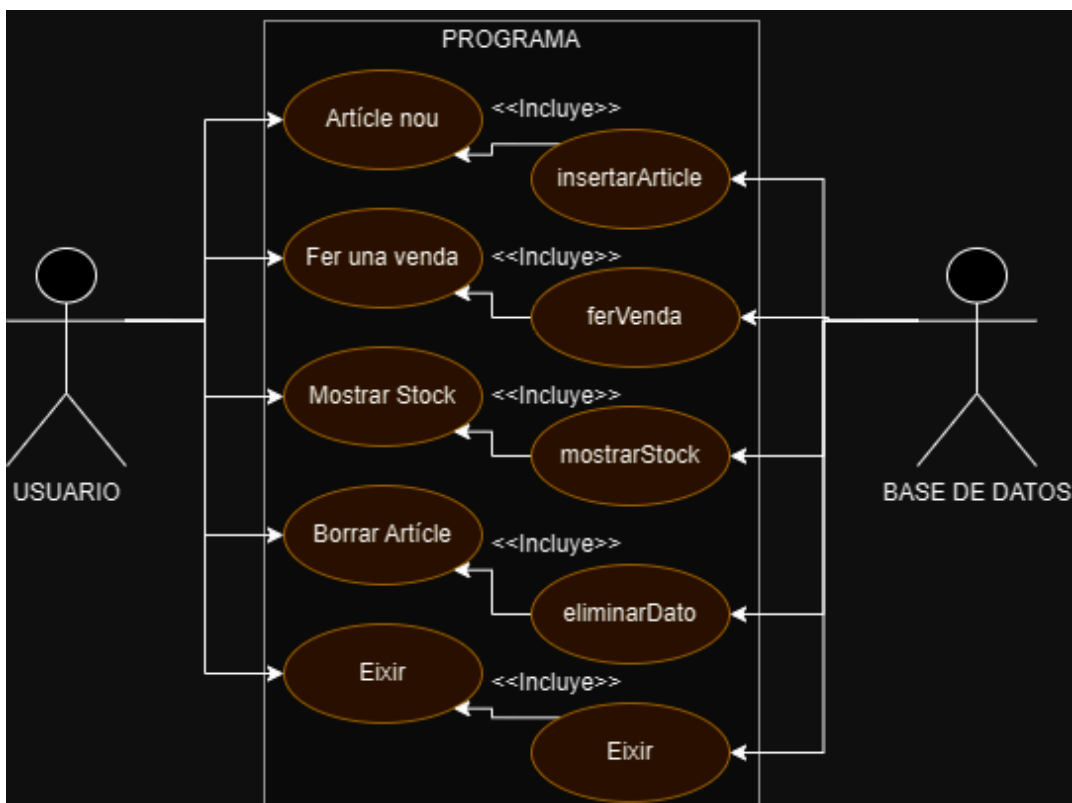 PROGRAMA
Artícle nou
<<Incluye>>
insertarArticle
Fer una venda
<<Incluye>>
ferVenda
Mostrar Stock
<<Incluye>>
mostrarStock
USUARIO
BASE DE DATOS
Borrar Artícle
<<Incluye>>
eliminarDato
Eixir
<<Incluye>>
Eixir